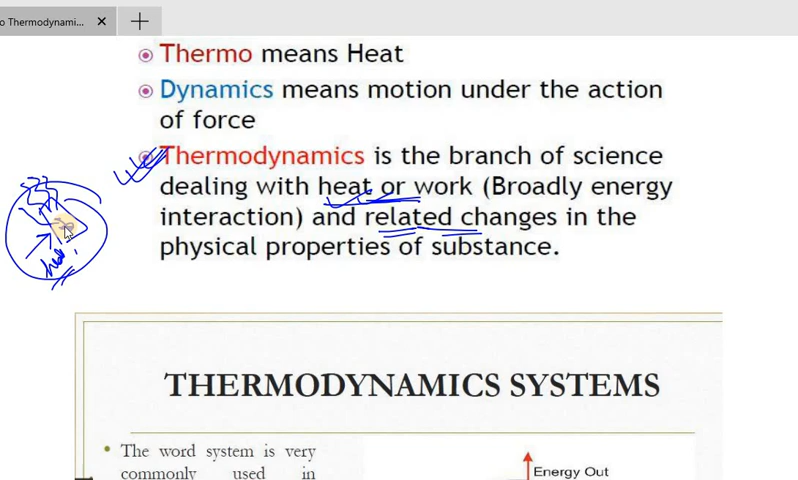 o Thermodynami...
Thermo means Heat
Dynamics means motion under the action
of force
Thermodynamics is the branch of science
dealing with heat or work (Broadly energy
interaction) and related changes in the
physical properties of substance.
THERMODYNAMICS SYSTEMS
The word system is very
commonly used in
Energy Out